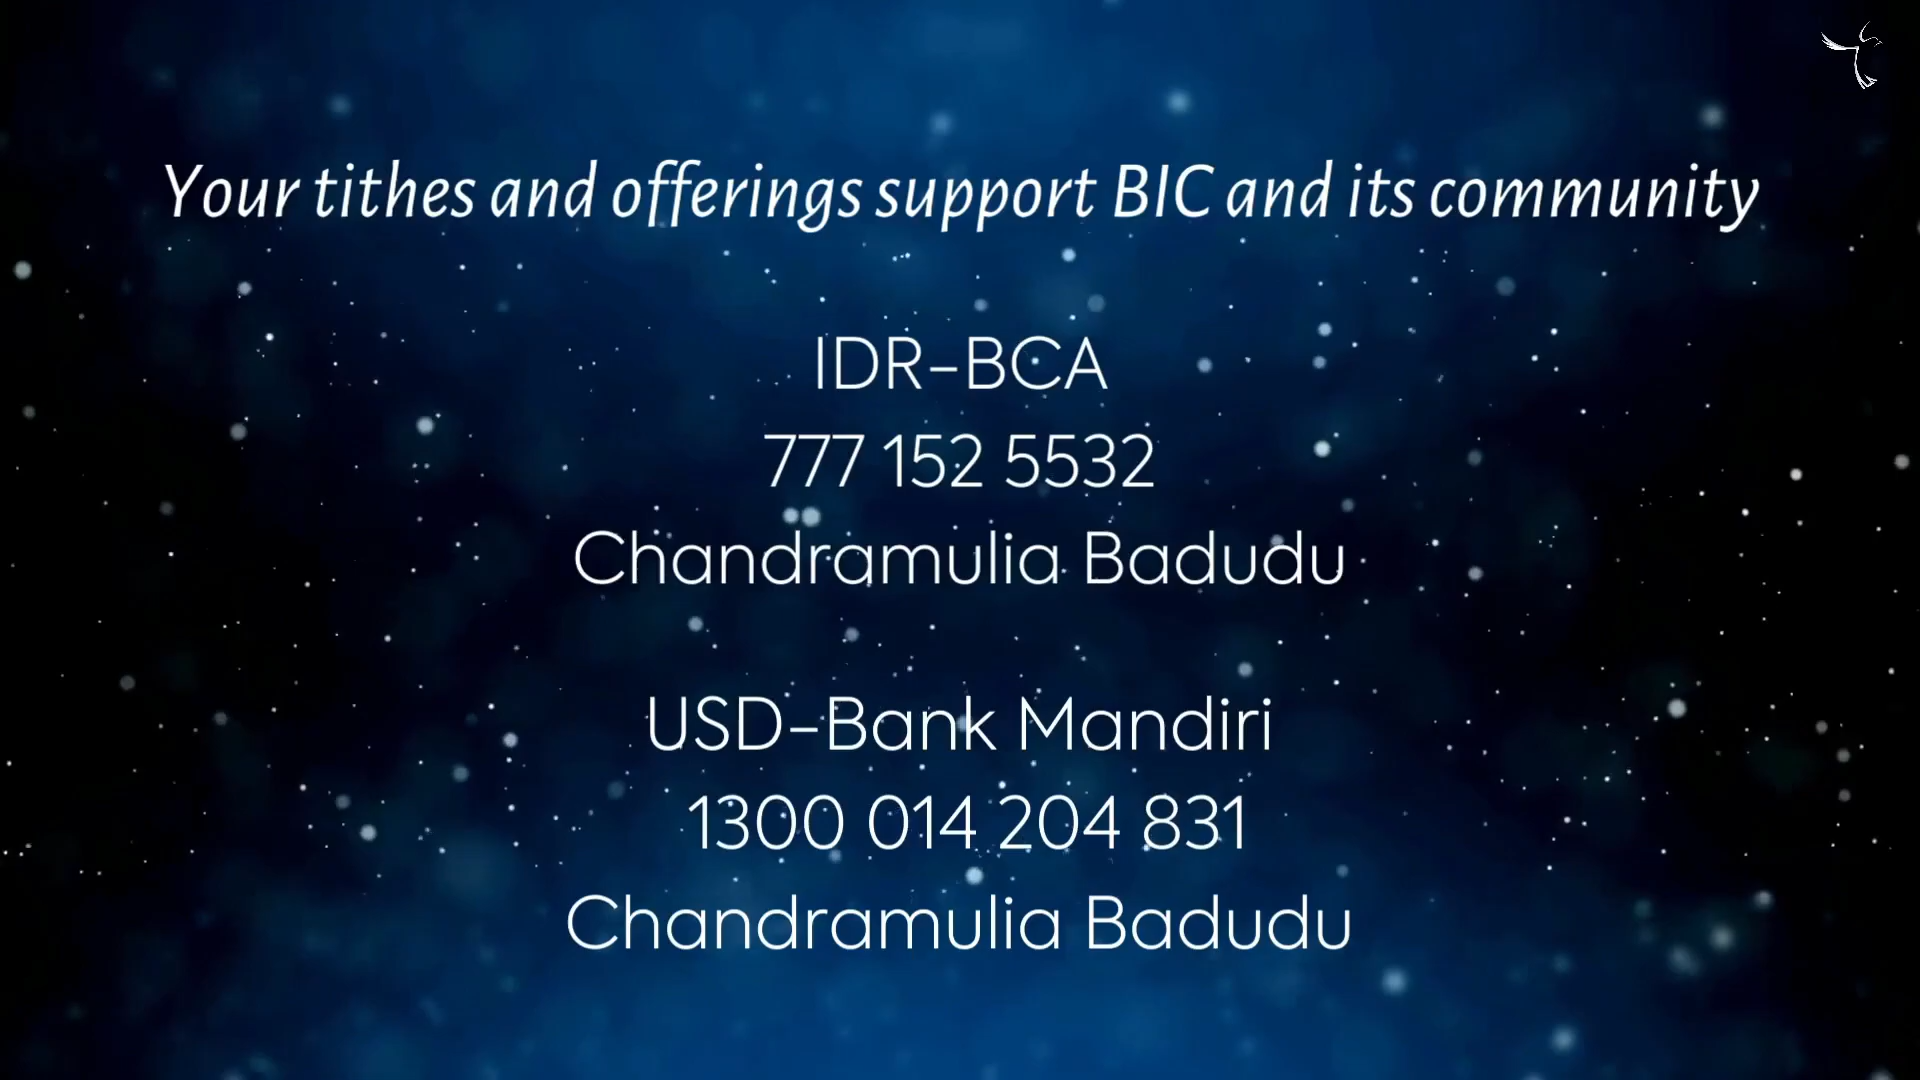 Your tithes and offerings support BIC and its community
IDR-BCA
777 152 5532
Chandramulia Badudu
USD-Bank Mandiri
1300 014 204 831
Chandramulia Badudu